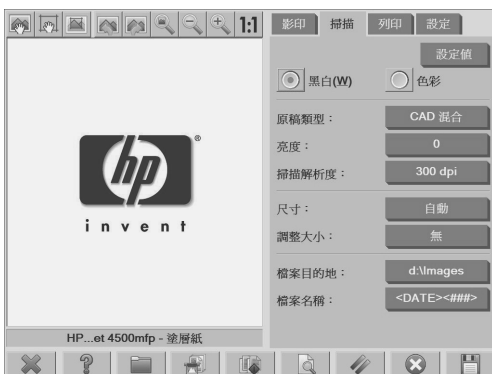 1:1
影印 掃描 列印 設定
設定值
黑白(W) 色彩
原稿類型： CAD 混合
亮度： 0
掃描解析度： 300 dpi
尺寸： 自動
調整大小： 無
檔案目的地： d:\Images
檔案名稱： <DATE><###>
hp
®
invent
HP...et 4500mfp - 塗層紙